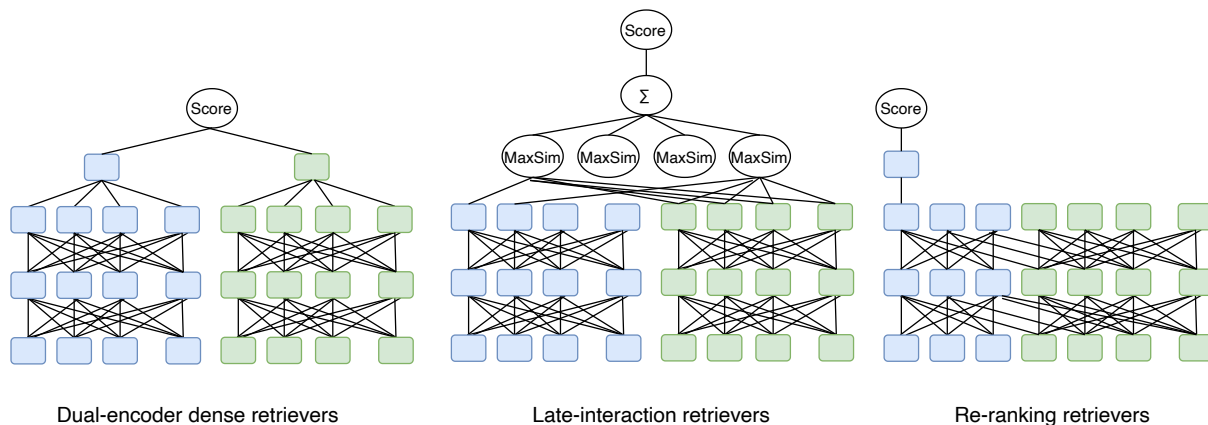 Score
Score
Σ
MaxSim
MaxSim
MaxSim
MaxSim
Score
Dual-encoder dense retrievers
Late-interaction retrievers
Re-ranking retrievers